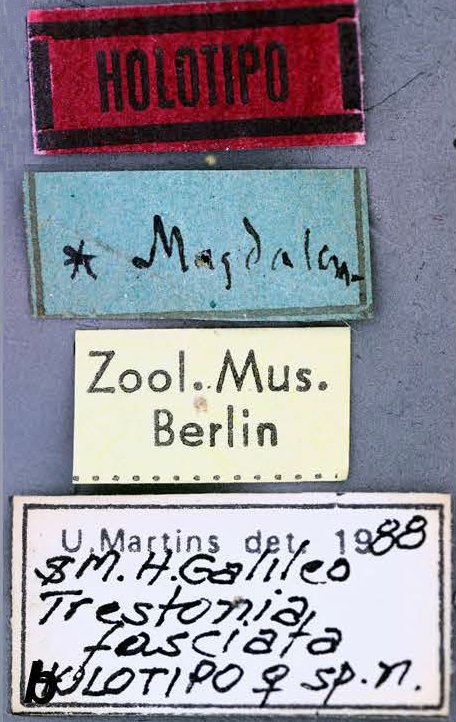 HOLOTIPO
* Magdalen
Zool. Mus.
Berlin
U. Martins det. 1988
& M. H. Galileo
Trestonia
fasciata
HOLOTIPO ♀ sp. n.